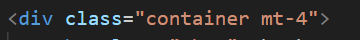 <div class="container mt-4">